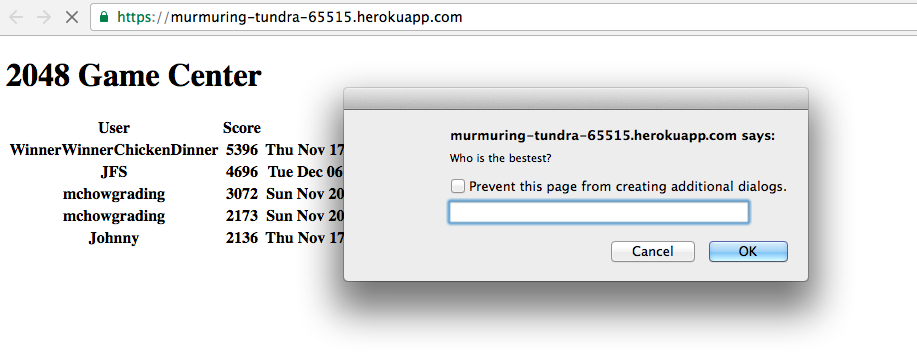 https://murmuring-tundra-65515.herokuapp.com
2048 Game Center
User Score
WinnerWinnerChickenDinner 5396 Thu Nov 17
JFS 4696 Tue Dec 06
mchowgrading 3072 Sun Nov 20
mchowgrading 2173 Sun Nov 20
Johnny 2136 Thu Nov 17
murmuring-tundra-65515.herokuapp.com says:
Who is the bestest?
Prevent this page from creating additional dialogs.
Cancel OK